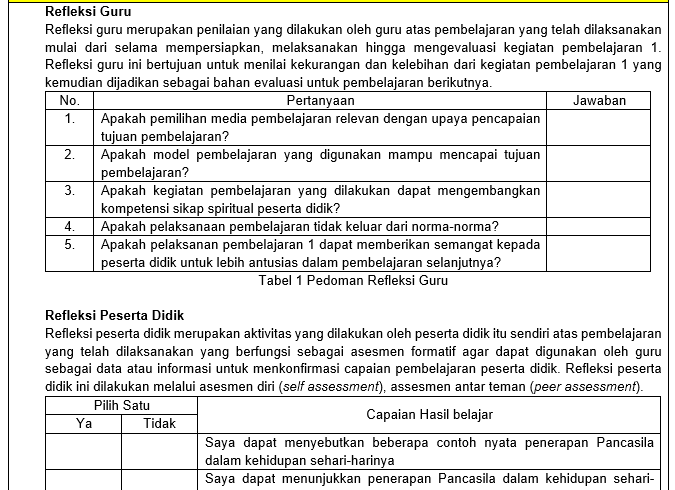 Refleksi Guru
Refleksi guru merupakan penilaian yang dilakukan oleh guru atas pembelajaran yang telah dilaksanakan
mulai dari selama mempersiapkan, melaksanakan hingga mengevaluasi kegiatan pembelajaran 1.
Refleksi guru ini bertujuan untuk menilai kekurangan dan kelebihan dari kegiatan pembelajaran 1 yang
kemudian dijadikan sebagai bahan evaluasi untuk pembelajaran berikutnya.
No. Pertanyaan Jawaban
1. Apakah pemilihan media pembelajaran relevan dengan upaya pencapaian
tujuan pembelajaran?
2. Apakah model pembelajaran yang digunakan mampu mencapai tujuan
pembelajaran?
3. Apakah kegiatan pembelajaran yang dilakukan dapat mengembangkan
kompetensi sikap spiritual peserta didik?
4. Apakah pelaksanaan pembelajaran tidak keluar dari norma-norma?
5. Apakah pelaksanan pembelajaran 1 dapat memberikan semangat kepada
peserta didik untuk lebih antusias dalam pembelajaran selanjutnya?
Tabel 1 Pedoman Refleksi Guru
Refleksi Peserta Didik
Refleksi peserta didik merupakan aktivitas yang dilakukan oleh peserta didik itu sendiri atas pembelajaran
yang telah dilaksanakan yang berfungsi sebagai asesmen formatif agar dapat digunakan oleh guru
sebagai data atau informasi untuk menkonfirmasi capaian pembelajaran peserta didik. Refleksi peserta
didik ini dilakukan melalui asesmen diri (self assessment), assesmen antar teman (peer assessment).
Pilih Satu Capaian Hasil belajar
Ya Tidak
Saya dapat menyebutkan beberapa contoh nyata penerapan Pancasila
dalam kehidupan sehari-harinya
Saya dapat menunjukkan penerapan Pancasila dalam kehidupan sehari-